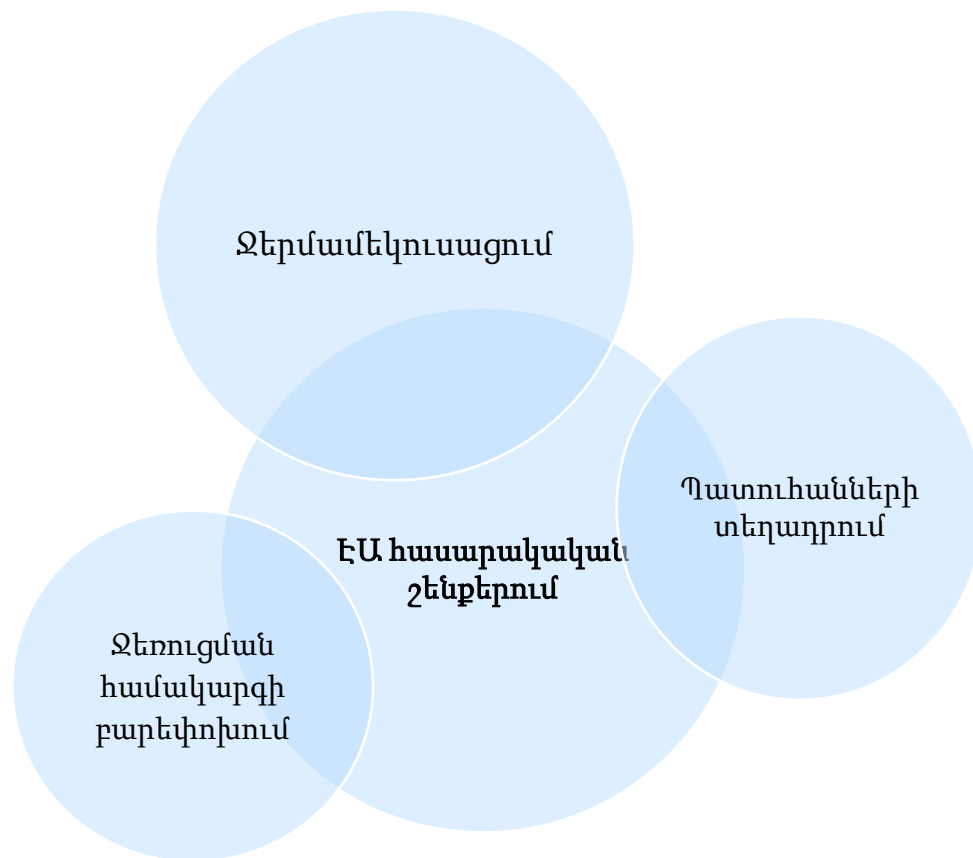 Ջերմամեկուսացում
Պատուհանների
տեղադրում
ԷԱ հասարակական
շենքերում
Ջեռուցման
համակարգի
բարեփոխում